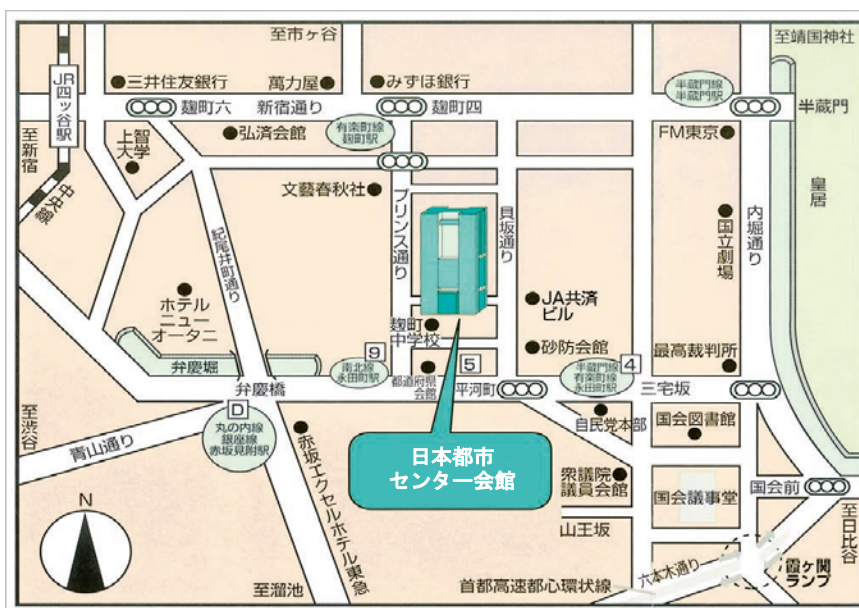 至市ヶ谷
至靖国神社
JR四ッ谷駅
三井住友銀行
萬力屋
みずほ銀行
半蔵門線
半蔵門駅
麹町六
新宿通り
麹町四
半蔵門
至新宿
上智
大学
弘済会館
有楽町線
麹町駅
FM東京
中央線
文藝春秋社
プリンス通り
貝坂通り
皇居
内堀通り
国立劇場
紀尾井町通り
ホテル
ニュー
オータニ
JA共済
ビル
麹町
中学校
砂防会館
最高裁判所
弁慶堀
9
南北線
永田町駅
都道府県
会館
5
平河町
半蔵門線
有楽町線
永田町駅
4
三宅坂
弁慶橋
至渋谷
D
丸の内線
銀座線
赤坂見附駅
青山通り
赤坂エクセルホテル東急
自民党本部
国会図書館
日本都市
センター会館
衆議院
議員会館
国会議事堂
国会前
至日比谷
山王坂
N
至溜池
首都高速都心環状線
六本木通り
霞ヶ関
ランプ